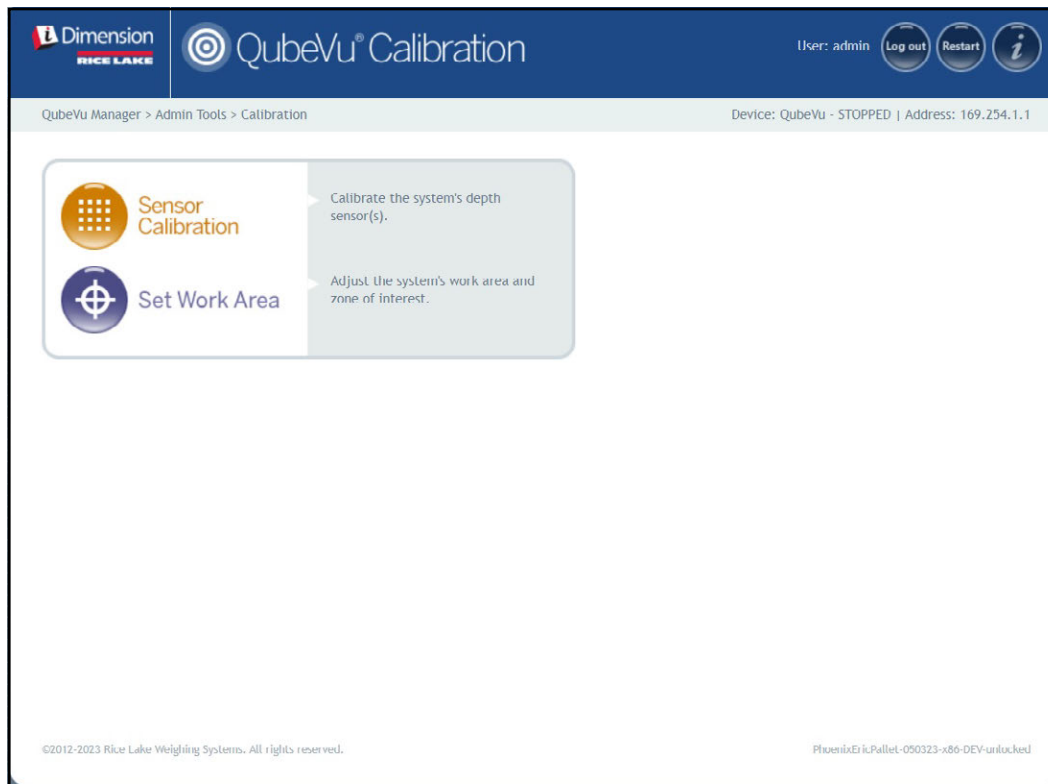 iDimension
RICE LAKE
QubeVu® Calibration
User: admin
Log out
Restart
i
QubeVu Manager > Admin Tools > Calibration
Device: QubeVu - STOPPED | Address: 169.254.1.1
Sensor
Calibration
Calibrate the system's depth
sensor(s).
Set Work Area
Adjust the system's work area and
zone of interest.
©2012-2023 Rice Lake Weighing Systems. All rights reserved.
PhoenixEricPallet-050323-x86-DEV-unlocked